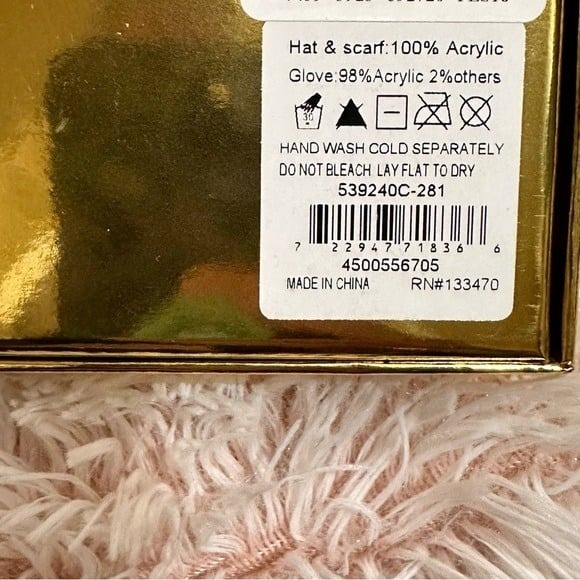 Hat & scarf:100% Acrylic
Glove:98%Acrylic 2%others
30
HAND WASH COLD SEPARATELY
DO NOT BLEACH LAY FLAT TO DRY
539240C-281
7 22947 71836 6
4500556705
MADE IN CHINA RN#133470